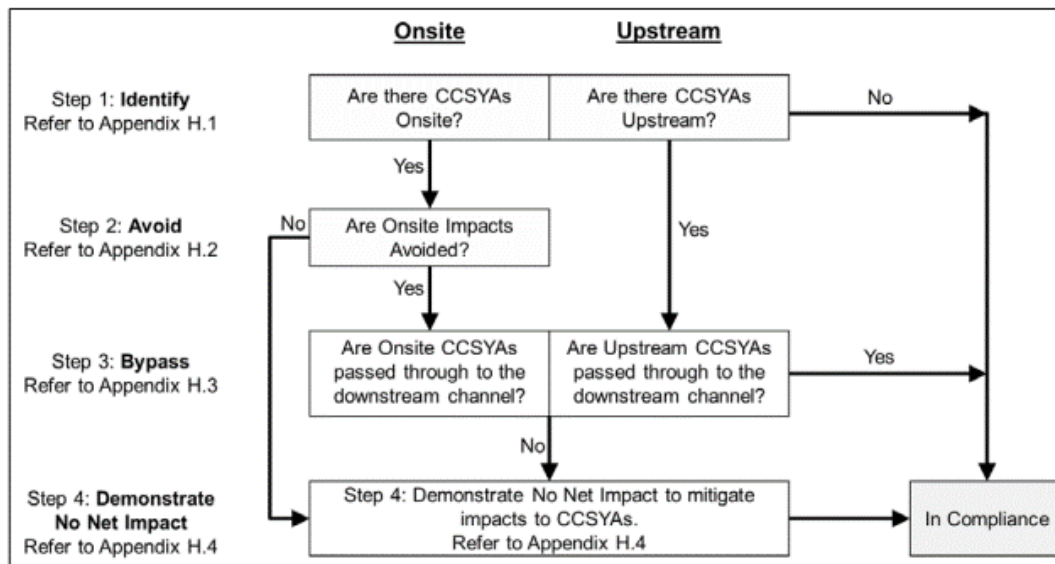 Onsite
Upstream
Step 1: Identify
Refer to Appendix H.1
Are there CCSYAs
Onsite?
Are there CCSYAs
Upstream?
No
Yes
Step 2: Avoid
Refer to Appendix H.2
No
Are Onsite Impacts
Avoided?
Yes
Yes
Step 3: Bypass
Refer to Appendix H.3
Are Onsite CCSYAs
passed through to the
downstream channel?
Are Upstream CCSYAs
passed through to the
downstream channel?
Yes
No
Step 4: Demonstrate
No Net Impact
Refer to Appendix H.4
Step 4: Demonstrate No Net Impact to mitigate
impacts to CCSYAs.
Refer to Appendix H.4
In Compliance